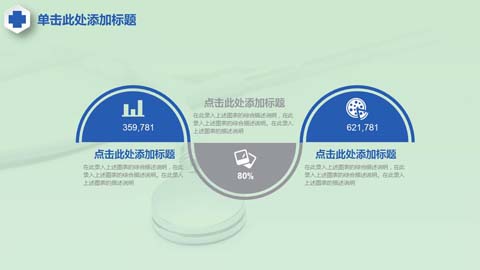 单击此处添加标题
359,781
点击此处添加标题
在此录入上述图表的综合描述说明，在此
录入上述图表的综合描述说明。在此录入
上述图表的描述说明
点击此处添加标题
在此录入上述图表的综合描述说明，在此录
入上述图表的综合描述说明。在此录入
上述图表的综合描述说明
80%
621,781
点击此处添加标题
在此录入上述图表的综合描述说明，在此
录入上述图表的综合描述说明。在此录入
上述图表的描述说明